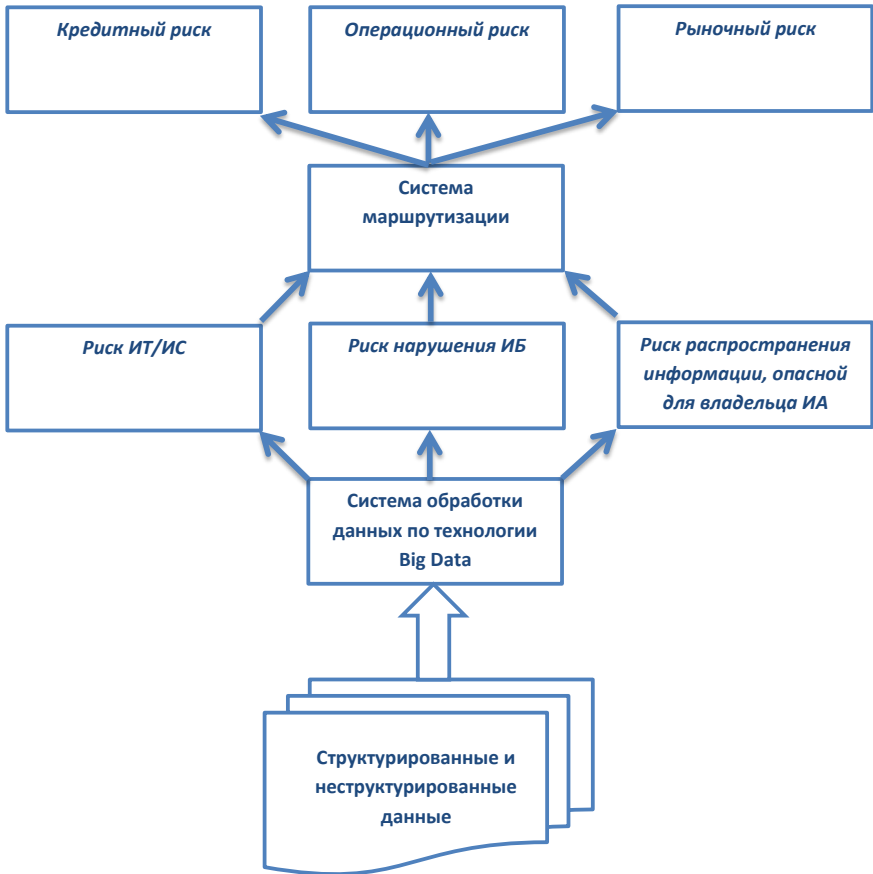 Кредитный риск
Операционный риск
Рыночный риск
Система
маршрутизации
Риск ИТ/ИС
Риск нарушения ИБ
Риск распространения
информации, опасной
для владельца ИА
Система обработки
данных по технологии
Big Data
Структурированные и
неструктурированные
данные